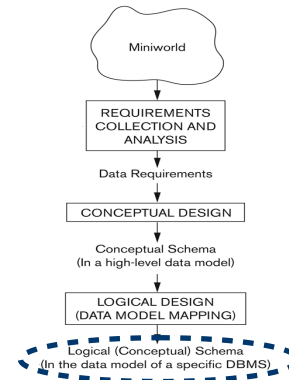 Miniworld
REQUIREMENTS
COLLECTION AND
ANALYSIS
Data Requirements
CONCEPTUAL DESIGN
Conceptual Schema
(In a high-level data model)
LOGICAL DESIGN
(DATA MODEL MAPPING)
Logical (Conceptual) Schema
(In the data model of a specific DBMS)